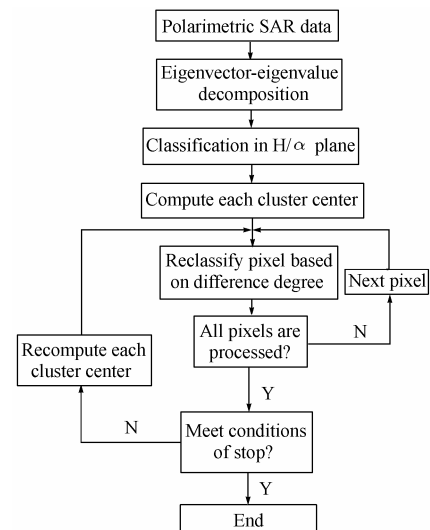 Polarimetric SAR data
Eigenvector-eigenvalue
decomposition
Classification in H/α plane
Compute each cluster center
Reclassify pixel based
on difference degree
Next pixel
All pixels are
processed?
N
Recompute each
cluster center
Y
N
Meet conditions
of stop?
Y
End